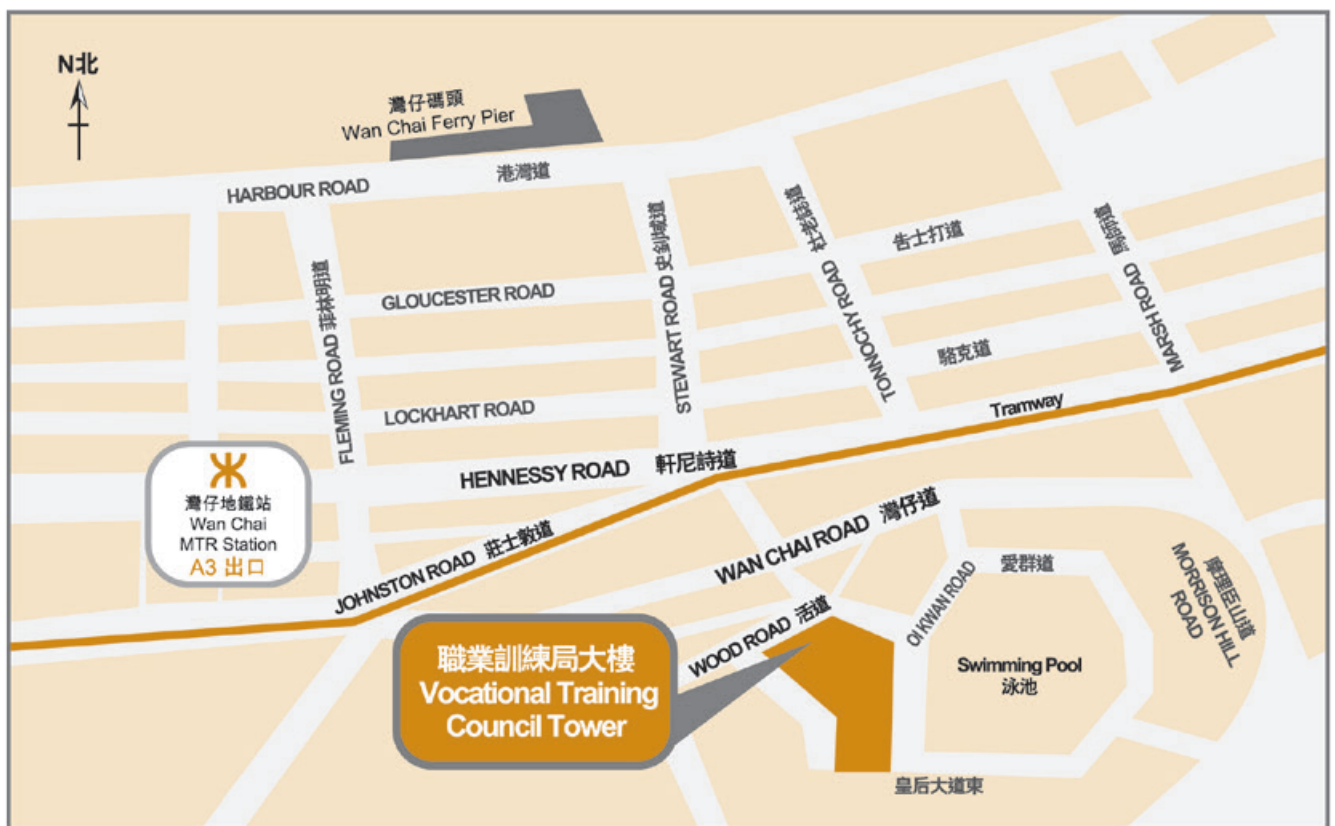 N北
灣仔碼頭
Wan Chai Ferry Pier
HARBOUR ROAD 港灣道
FLEMING ROAD 菲林明道
STEWART ROAD 史釗域道
TONNOCHY ROAD 杜老誌道
MARSH ROAD 馬師道
GLOUCESTER ROAD 告士打道
LOCKHART ROAD 駱克道
Tramway
HENNESSY ROAD 軒尼詩道
灣仔地鐵站
Wan Chai
MTR Station
A3 出口
JOHNSTON ROAD 莊士敦道
WAN CHAI ROAD 灣仔道
WOOD ROAD 活道
OI KWAN ROAD
愛群道
摩理臣山道
MORRISON HILL
ROAD
Swimming Pool
泳池
職業訓練局大樓
Vocational Training
Council Tower
皇后大道東